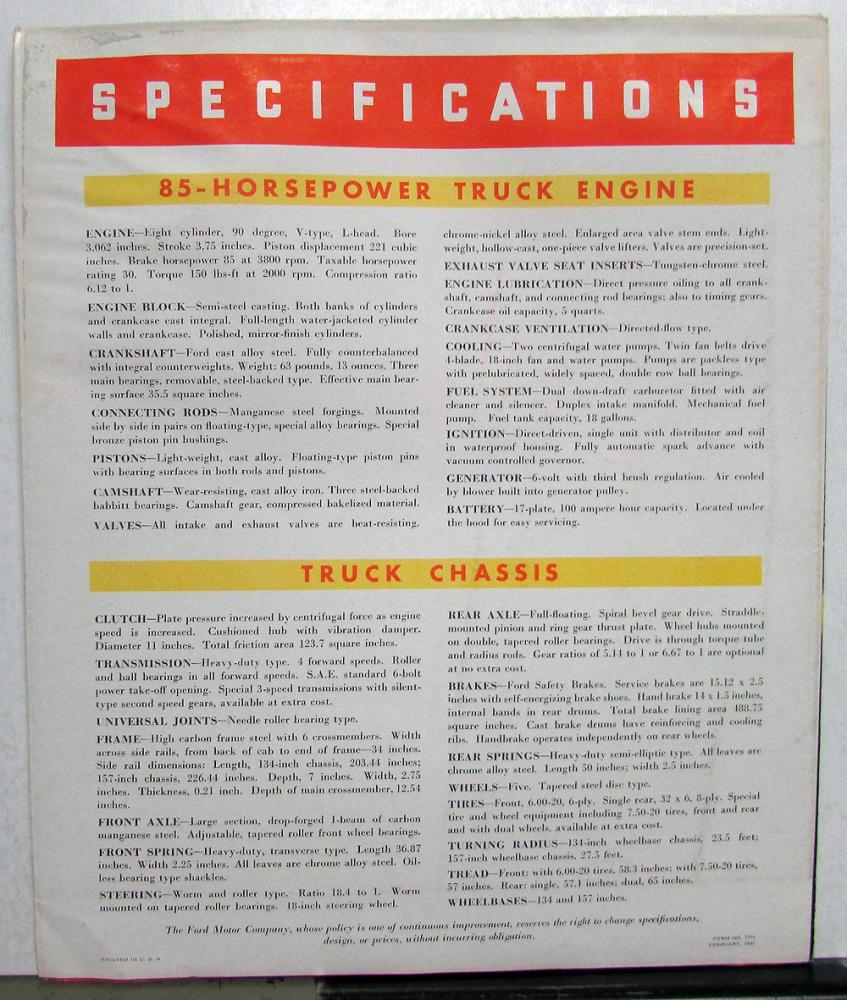 SPECIFICATIONS
85-HORSEPOWER TRUCK ENGINE
ENGINE—Eight cylinder, 90 degree, V-type, L-head. Bore
3.062 inches. Stroke 3.75 inches. Piston displacement 221 cubic
inches. Brake horsepower 85 at 3800 rpm. Taxable horsepower
rating 30. Torque 150 lbs-ft at 2000 rpm. Compression ratio
6.12 to 1.
ENGINE BLOCK—Semi-steel casting. Both banks of cylinders
and crankcase cast integral. Full-length water-jacketed cylinder
walls and crankcase. Polished, mirror-finish cylinders.
CRANKSHAFT—Ford cast alloy steel. Fully counterbalanced
with integral counterweights. Weight: 63 pounds, 13 ounces. Three
main bearings, removable, steel-backed type. Effective main bear-
ing surface 35.5 square inches.
CONNECTING RODS—Manganese steel forgings. Mounted
side by side in pairs on floating-type, special alloy bearings. Special
bronze piston pin bushings.
PISTONS—Light-weight, cast alloy. Floating-type piston pins
with bearing surfaces in both rods and pistons.
CAMSHAFT—Wear-resisting, cast alloy iron. Three steel-backed
babbitt bearings. Camshaft gear, compressed bakelized material.
VALVES—All intake and exhaust valves are heat-resisting,
chrome-nickel alloy steel. Enlarged area valve stem ends. Light-
weight, hollow-cast, one-piece valve lifters. Valves are precision-set.
EXHAUST VALVE SEAT INSERTS—Tungsten-chrome steel.
ENGINE LUBRICATION—Direct pressure oiling to all crank-
shaft, camshaft, and connecting rod bearings; also to timing gears.
Crankcase oil capacity, 5 quarts.
CRANKCASE VENTILATION—Directed-flow type.
COOLING—Two centrifugal water pumps. Twin fan belts drive
4-blade, 18-inch fan and water pumps. Pumps are packless type
with prelubricated, widely spaced, double row ball bearings.
FUEL SYSTEM—Dual down-draft carburetor fitted with air
cleaner and silencer. Duplex intake manifold. Mechanical fuel
pump. Fuel tank capacity, 18 gallons.
IGNITION—Direct-driven, single unit with distributor and coil
in waterproof housing. Fully automatic spark advance with
vacuum controlled governor.
GENERATOR—6-volt with third brush regulation. Air cooled
by blower built into generator pulley.
BATTERY—17-plate, 100 ampere hour capacity. Located under
the hood for easy servicing.
TRUCK CHASSIS
CLUTCH—Plate pressure increased by centrifugal force as engine
speed is increased. Cushioned hub with vibration damper.
Diameter 11 inches. Total friction area 123.7 square inches.
TRANSMISSION—Heavy-duty type. 4 forward speeds. Roller
and ball bearings in all forward speeds. S.A.E. standard 6-bolt
power take-off opening. Special 3-speed transmissions with silent-
type second speed gears, available at extra cost.
UNIVERSAL JOINTS—Needle roller bearing type.
FRAME—High carbon frame steel with 6 crossmembers. Width
across side rails, from back of cab to end of frame—34 inches.
Side rail dimensions: Length, 134-inch chassis, 203.44 inches;
157-inch chassis, 226.44 inches. Depth, 7 inches. Width, 2.75
inches. Thickness, 0.21 inch. Depth of main crossmember, 12.54
inches.
FRONT AXLE—Large section, drop-forged I-beam of carbon
manganese steel. Adjustable, tapered roller front wheel bearings.
FRONT SPRING—Heavy-duty, transverse type. Length 36.87
inches. Width 2.25 inches. All leaves are chrome alloy steel. Oil-
less bearing type shackles.
STEERING—Worm and roller type. Ratio 18.4 to 1. Worm
mounted on tapered roller bearings. 18-inch steering wheel.
REAR AXLE—Full-floating. Spiral bevel gear drive. Straddle-
mounted pinion and ring gear thrust plate. Wheel hubs mounted
on double, tapered roller bearings. Drive is through torque tube
and radius rods. Gear ratios of 5.14 to 1 or 6.67 to 1 are optional
at no extra cost.
BRAKES—Ford Safety Brakes. Service brakes are 15.12 x 2.5
inches with self-energizing brake shoes. Hand brake 14 x 1.5 inches,
internal bands in rear drums. Total brake lining area 488.75
square inches. Cast brake drums have reinforcing and cooling
ribs. Handbrake operates independently on rear wheels.
REAR SPRINGS—Heavy-duty semi-elliptic type. All leaves are
chrome alloy steel. Length 50 inches; width 2.5 inches.
WHEELS—Five. Tapered steel disc type.
TIRES—Front, 6.00-20, 6-ply. Single rear, 32 x 6, 8-ply. Special
tire and wheel equipment including 7.50-20 tires, front and rear
and with dual wheels, available at extra cost.
TURNING RADIUS—134-inch wheelbase chassis, 23.5 feet;
157-inch wheelbase chassis, 27.5 feet.
TREAD—Front: with 6.00-20 tires, 58.3 inches; with 7.50-20 tires,
57 inches. Rear: single, 57.1 inches; dual, 65 inches.
WHEELBASES—134 and 157 inches.
The Ford Motor Company, whose policy is one of continuous improvement, reserves the right to change specifications,
design, or prices, without incurring obligation.
PRINTED IN U. S. A.
FORM NO.
FEBRUARY,